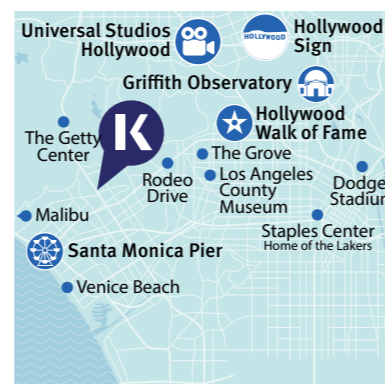 Universal Studios
Hollywood
Hollywood
Sign
HOLLYWOOD
Griffith Observatory
Hollywood
Walk of Fame
The Getty
Center
K
The Grove
Rodeo
Drive
Los Angeles
County
Museum
Dodge
Stadium
Malibu
Staples Center
Home of the Lakers
Santa Monica Pier
Venice Beach